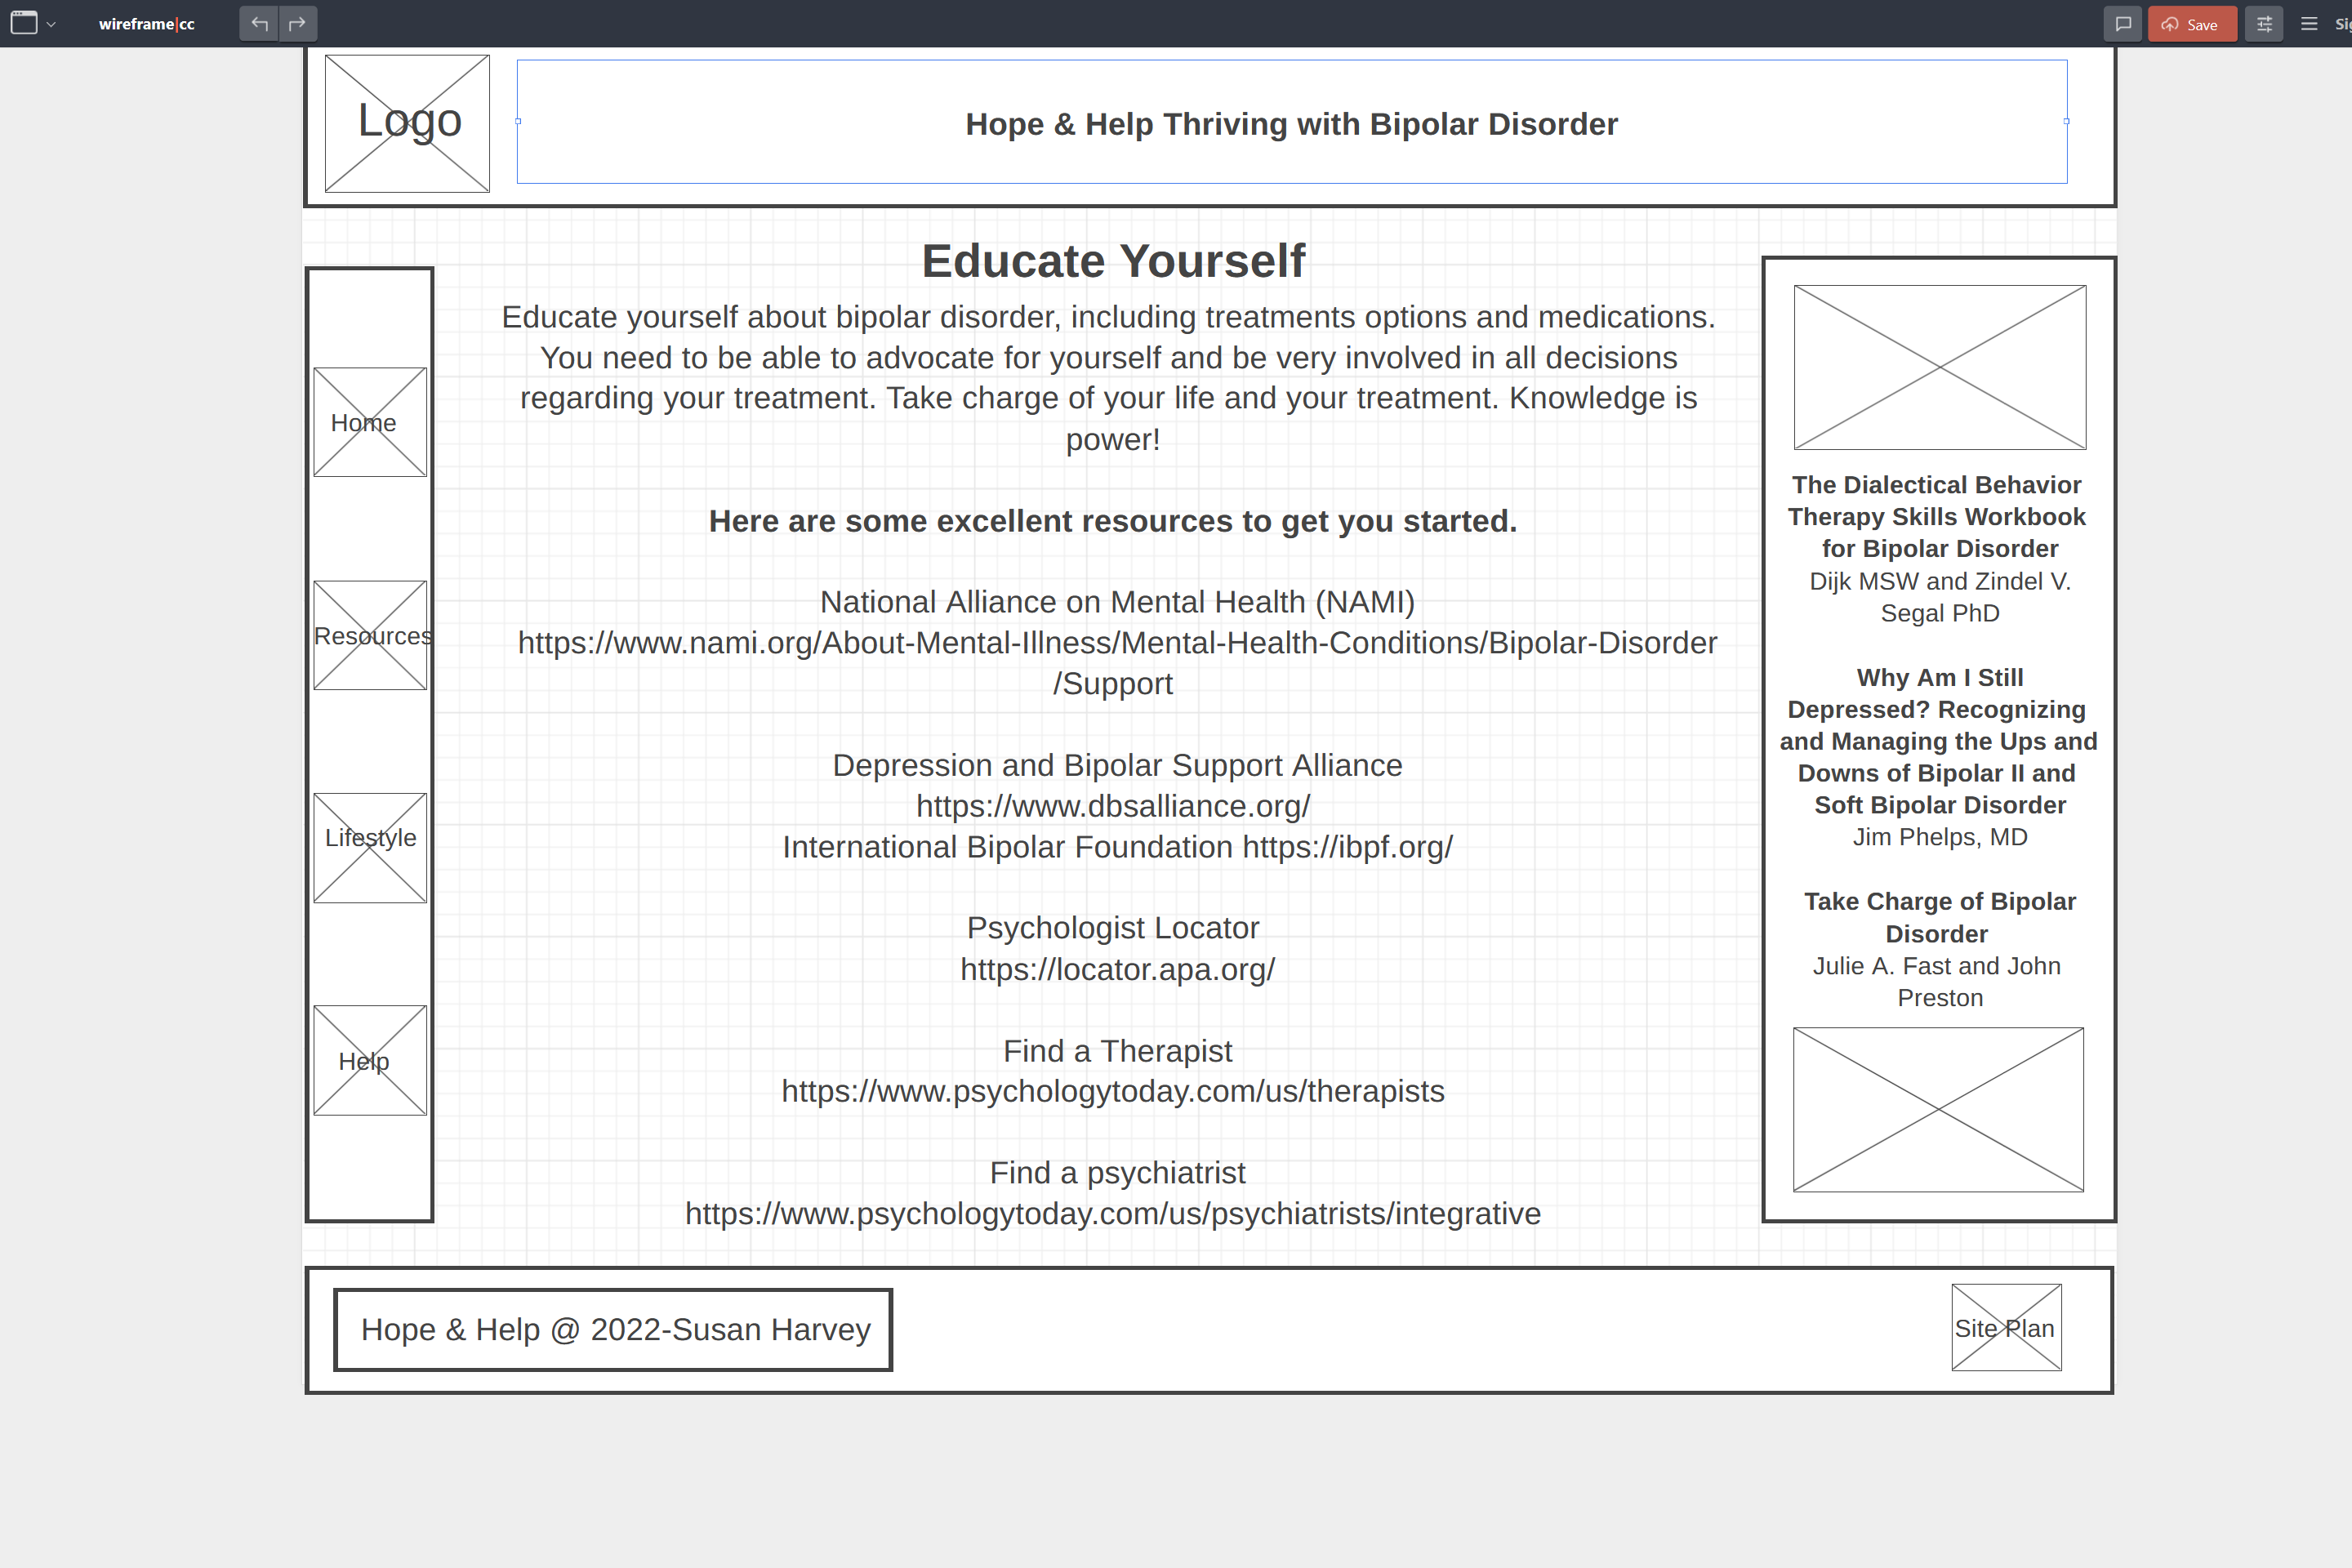 wireframe|cc
Save
Logo
Hope & Help Thriving with Bipolar Disorder
Home
Resources
Lifestyle
Help
Educate Yourself
Educate yourself about bipolar disorder, including treatments options and medications.
You need to be able to advocate for yourself and be very involved in all decisions
regarding your treatment. Take charge of your life and your treatment. Knowledge is
power!
Here are some excellent resources to get you started.
National Alliance on Mental Health (NAMI)
https://www.nami.org/About-Mental-Illness/Mental-Health-Conditions/Bipolar-Disorder
/Support
Depression and Bipolar Support Alliance
https://www.dbsalliance.org/
International Bipolar Foundation https://ibpf.org/
Psychologist Locator
https://locator.apa.org/
Find a Therapist
https://www.psychologytoday.com/us/therapists
Find a psychiatrist
https://www.psychologytoday.com/us/psychiatrists/integrative
The Dialectical Behavior
Therapy Skills Workbook
for Bipolar Disorder
Dijk MSW and Zindel V.
Segal PhD
Why Am I Still
Depressed? Recognizing
and Managing the Ups and
Downs of Bipolar II and
Soft Bipolar Disorder
Jim Phelps, MD
Take Charge of Bipolar
Disorder
Julie A. Fast and John
Preston
Hope & Help @ 2022-Susan Harvey
Site Plan